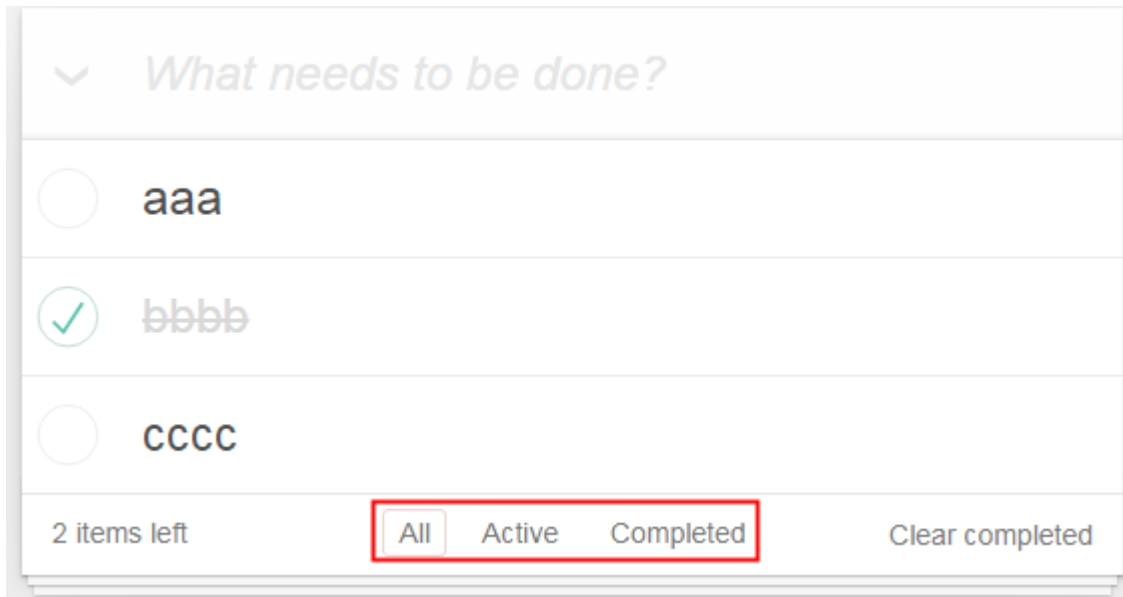 What needs to be done?
aaa
bbbb
cccc
2 items left All Active Completed Clear completed